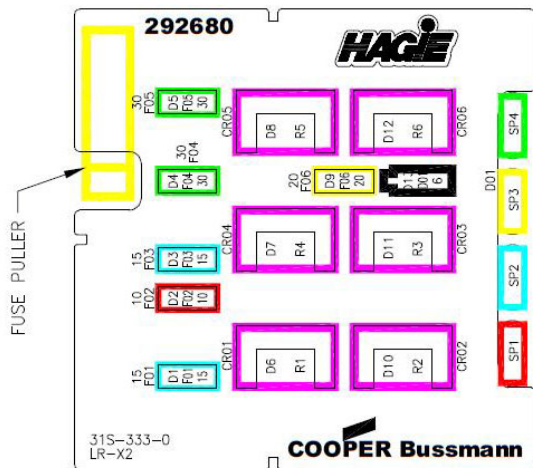 292680
HAGIE
30
F05
D5
F05
30
CR05
D8 R5
D12 R6
CR06
SP4
30
F04
D4
F04
30
20
F06
D9
F06
20
6
D01
SP3
FUSE PULLER
15
F03
D3
F03
15
CR04
D7 R4
D11 R3
CR03
SP2
10
F02
D2
F02
10
15
F01
D1
F01
15
CR01
D6 R1
D10 R2
CR02
SP1
31S-333-0
LR-X2
COOPER Bussmann